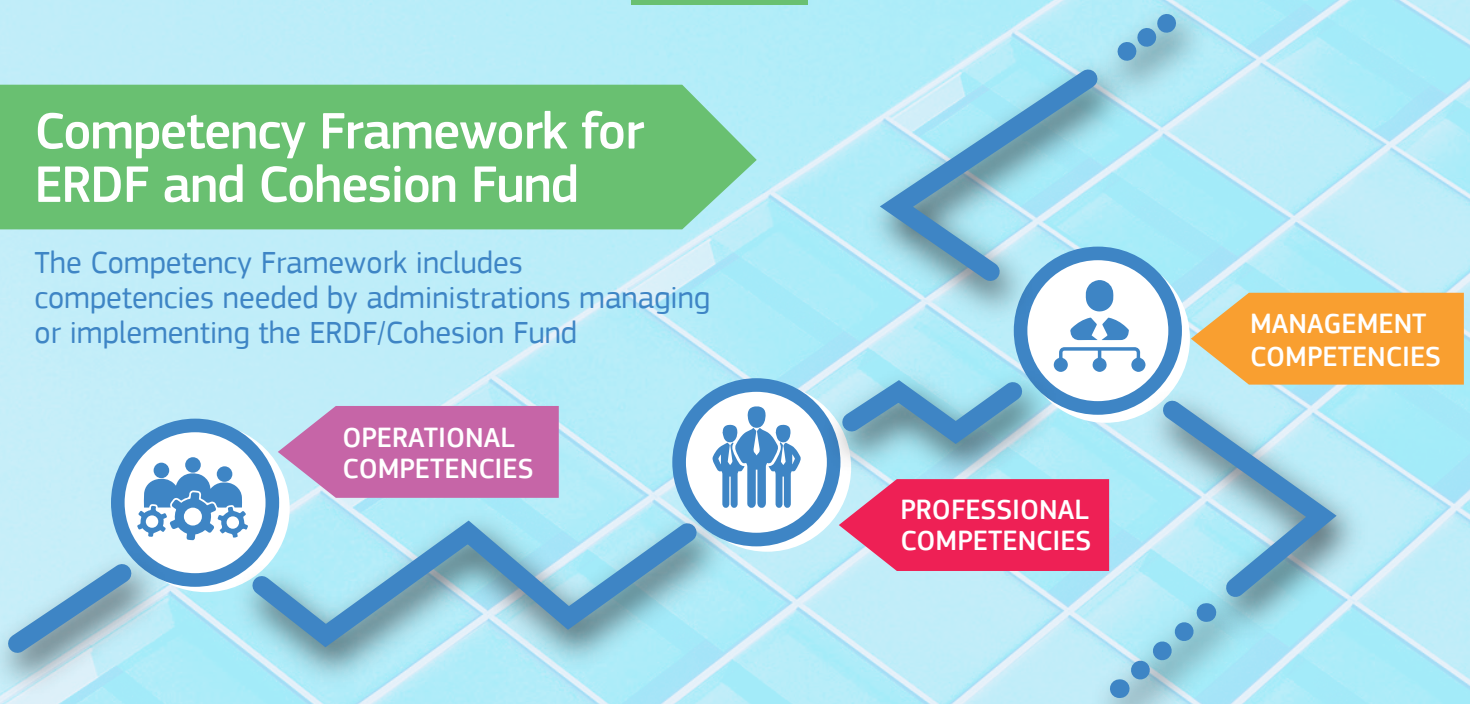 Competency Framework for
ERDF and Cohesion Fund
The Competency Framework includes
competencies needed by administrations managing
or implementing the ERDF/Cohesion Fund
OPERATIONAL
COMPETENCIES
PROFESSIONAL
COMPETENCIES
MANAGEMENT
COMPETENCIES